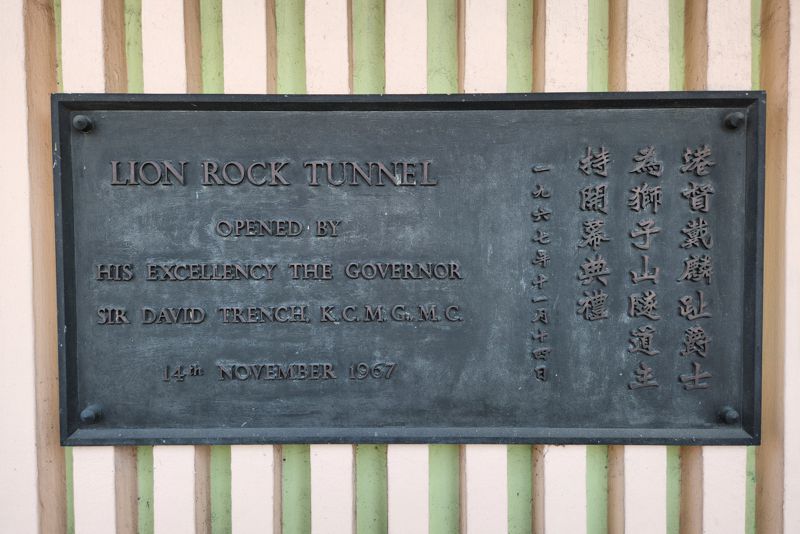 LION ROCK TUNNEL
OPENED BY
HIS EXCELLENCY THE GOVERNOR
SIR DAVID TRENCH, K.C.M.G., M.C.
14th NOVEMBER 1967
港督戴麟趾爵士
為獅子山隧道主
持開幕典禮
一九六七年十一月十四日